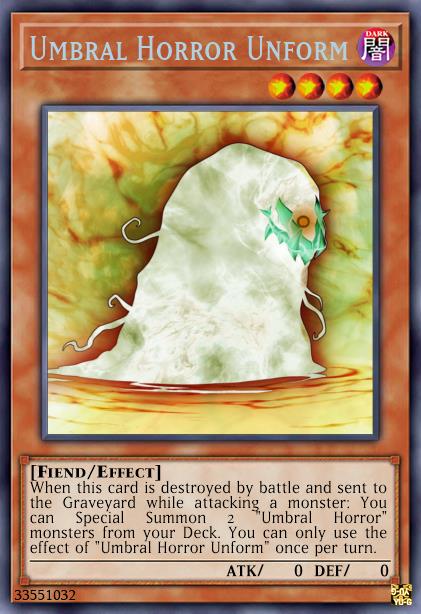 Umbral Horror Unform
DARK
闇
[Fiend/Effect]
When this card is destroyed by battle and sent
to the Graveyard while attacking a monster: You
can Special Summon 2 "Umbral Horror"
monsters from your Deck. You can only use the
effect of "Umbral Horror Unform" once per turn.
ATK/ 0 DEF/ 0
33551032